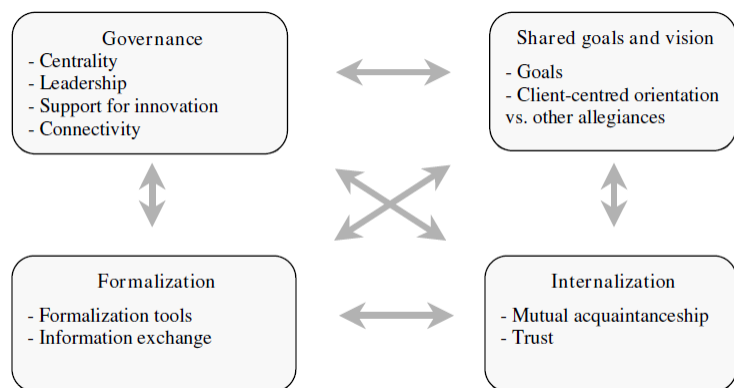 Governance
- Centrality
- Leadership
- Support for innovation
- Connectivity
Shared goals and vision
- Goals
- Client-centred orientation
vs. other allegiances
Formalization
- Formalization tools
- Information exchange
Internalization
- Mutual acquaintanceship
- Trust